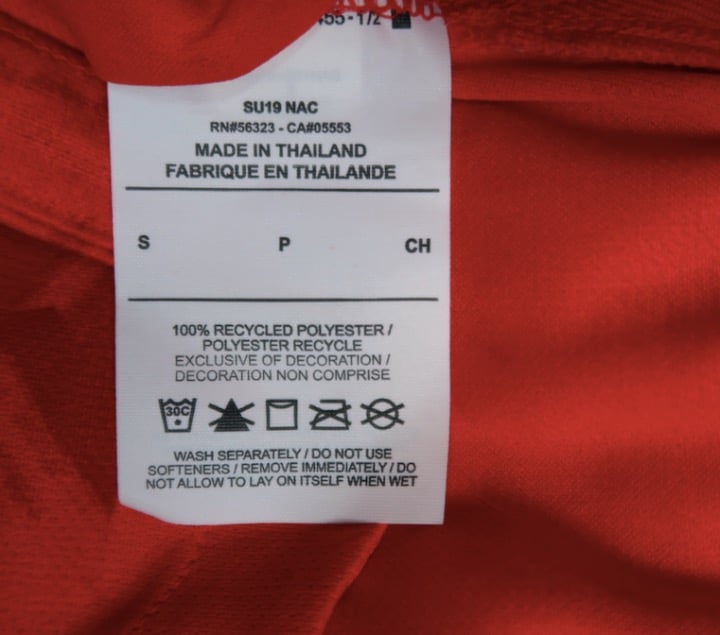 SU19 NAC
RN#56323 - CA#05553
MADE IN THAILAND
FABRIQUE EN THAILANDE
S P CH
100% RECYCLED POLYESTER /
POLYESTER RECYCLE
EXCLUSIVE OF DECORATION /
DECORATION NON COMPRISE
30C
WASH SEPARATELY / DO NOT USE
SOFTENERS / REMOVE IMMEDIATELY / DO
NOT ALLOW TO LAY ON ITSELF WHEN WET